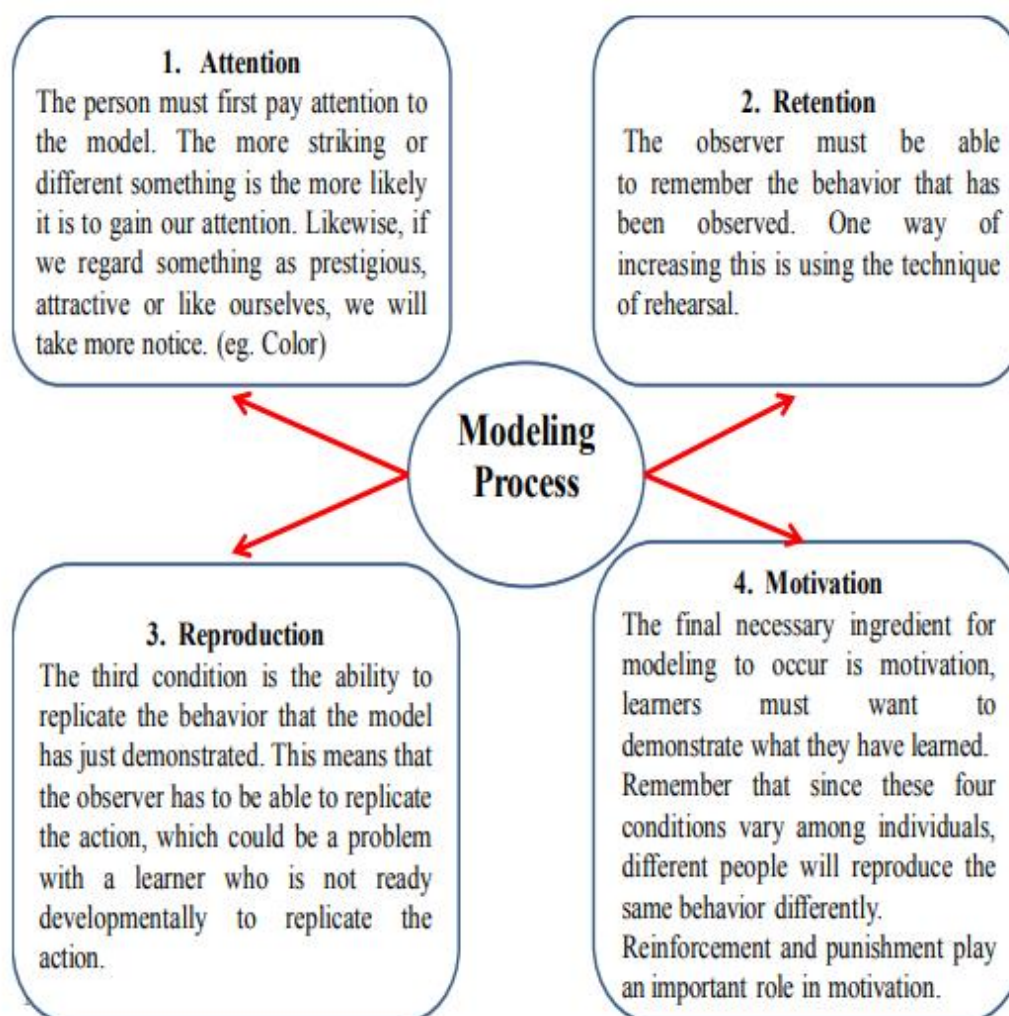 1. Attention
The person must first pay attention to
the model. The more striking or
different something is the more likely
it is to gain our attention. Likewise, if
we regard something as prestigious,
attractive or like ourselves, we will
take more notice. (eg. Color)
2. Retention
The observer must be able
to remember the behavior that has
been observed. One way of
increasing this is using the technique
of rehearsal.
Modeling
Process
3. Reproduction
The third condition is the ability to
replicate the behavior that the model
has just demonstrated. This means that
the observer has to be able to replicate
the action, which could be a problem
with a learner who is not ready
developmentally to replicate the
action.
4. Motivation
The final necessary ingredient for
modeling to occur is motivation,
learners must want to
demonstrate what they have learned.
Remember that since these four
conditions vary among individuals,
different people will reproduce the
same behavior differently.
Reinforcement and punishment play
an important role in motivation.